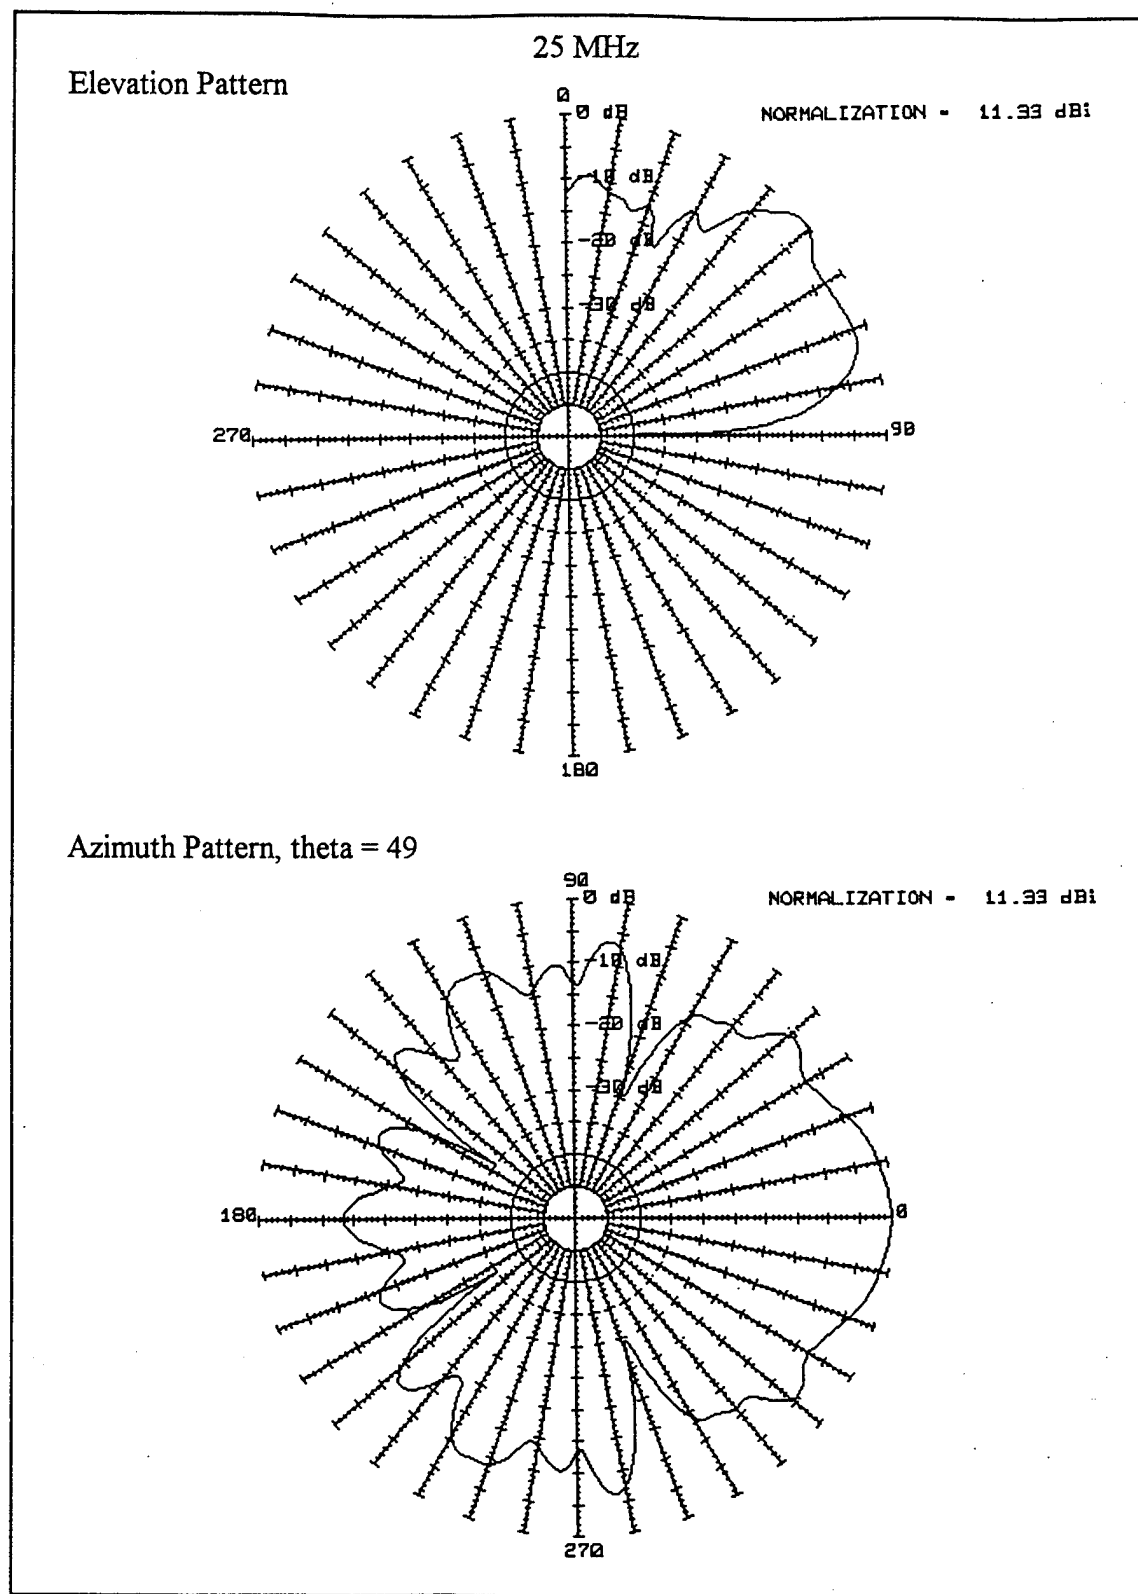 25 MHz
Elevation Pattern
0
0 dB
NORMALIZATION - 11.33 dBi
-10 dB
-20 dB
-30 dB
270
90
180
Azimuth Pattern, theta = 49
90
0 dB
NORMALIZATION - 11.33 dBi
-10 dB
-20 dB
-30 dB
180
0
270